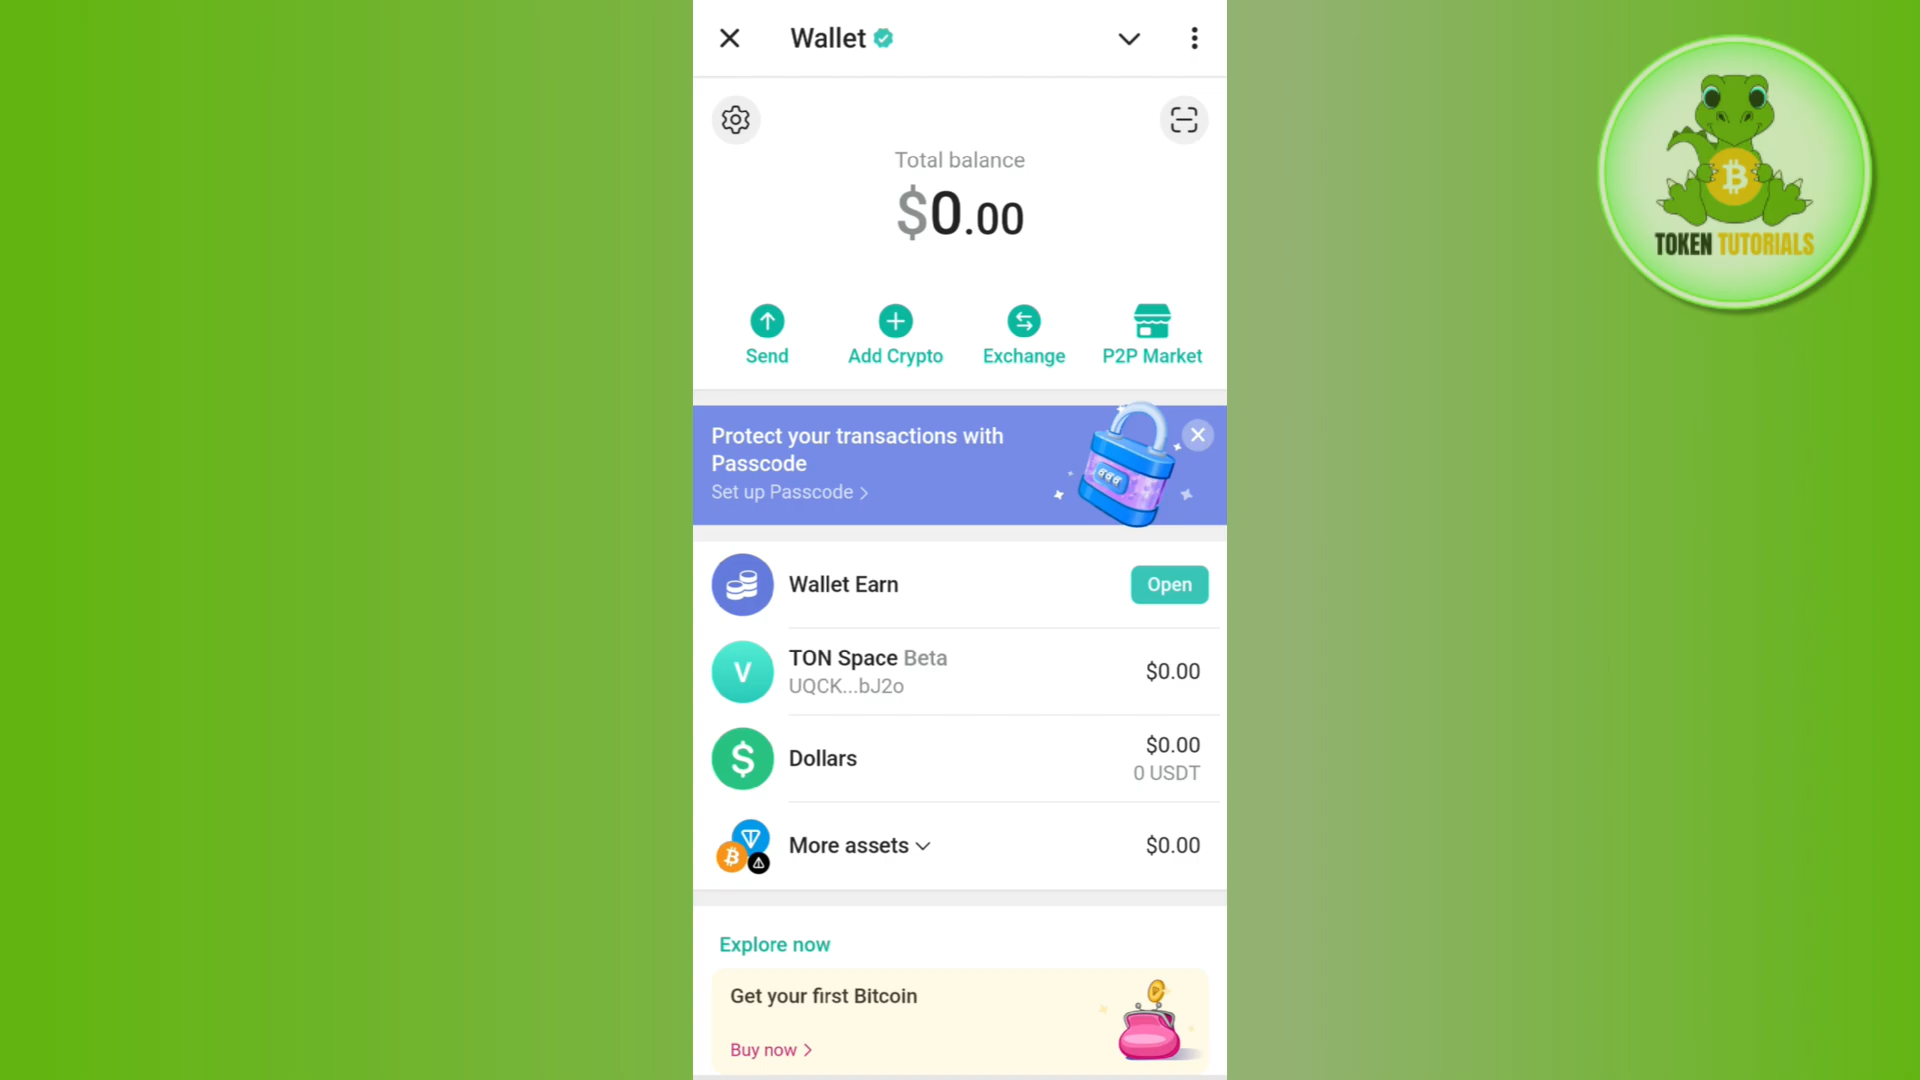 Wallet
Total balance
$0.00
Send
Add Crypto
Exchange
P2P Market
Protect your transactions with
Passcode
Set up Passcode >
Wallet Earn
Open
TON Space Beta
UQCK...bJ2o
$0.00
Dollars
$0.00
0 USDT
More assets
$0.00
Explore now
Get your first Bitcoin
Buy now >
TOKEN TUTORIALS